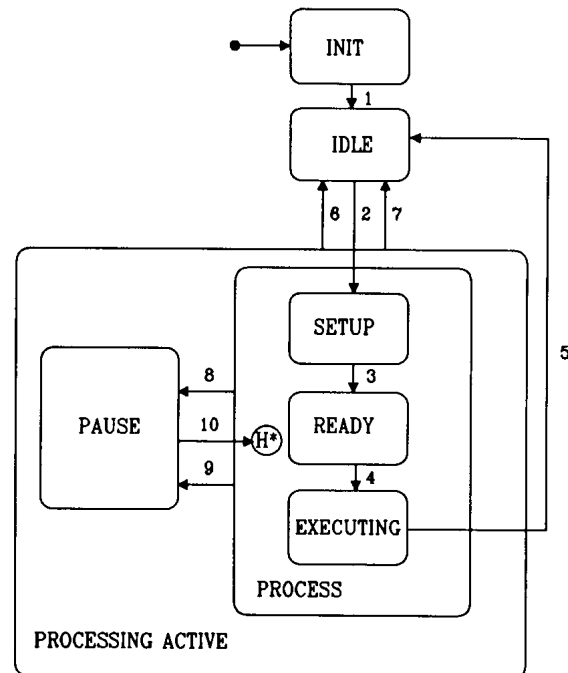 INIT
1
IDLE
6 2 7
SETUP
5
3
8
PAUSE
10
H*
READY
9
4
EXECUTING
PROCESS
PROCESSING ACTIVE